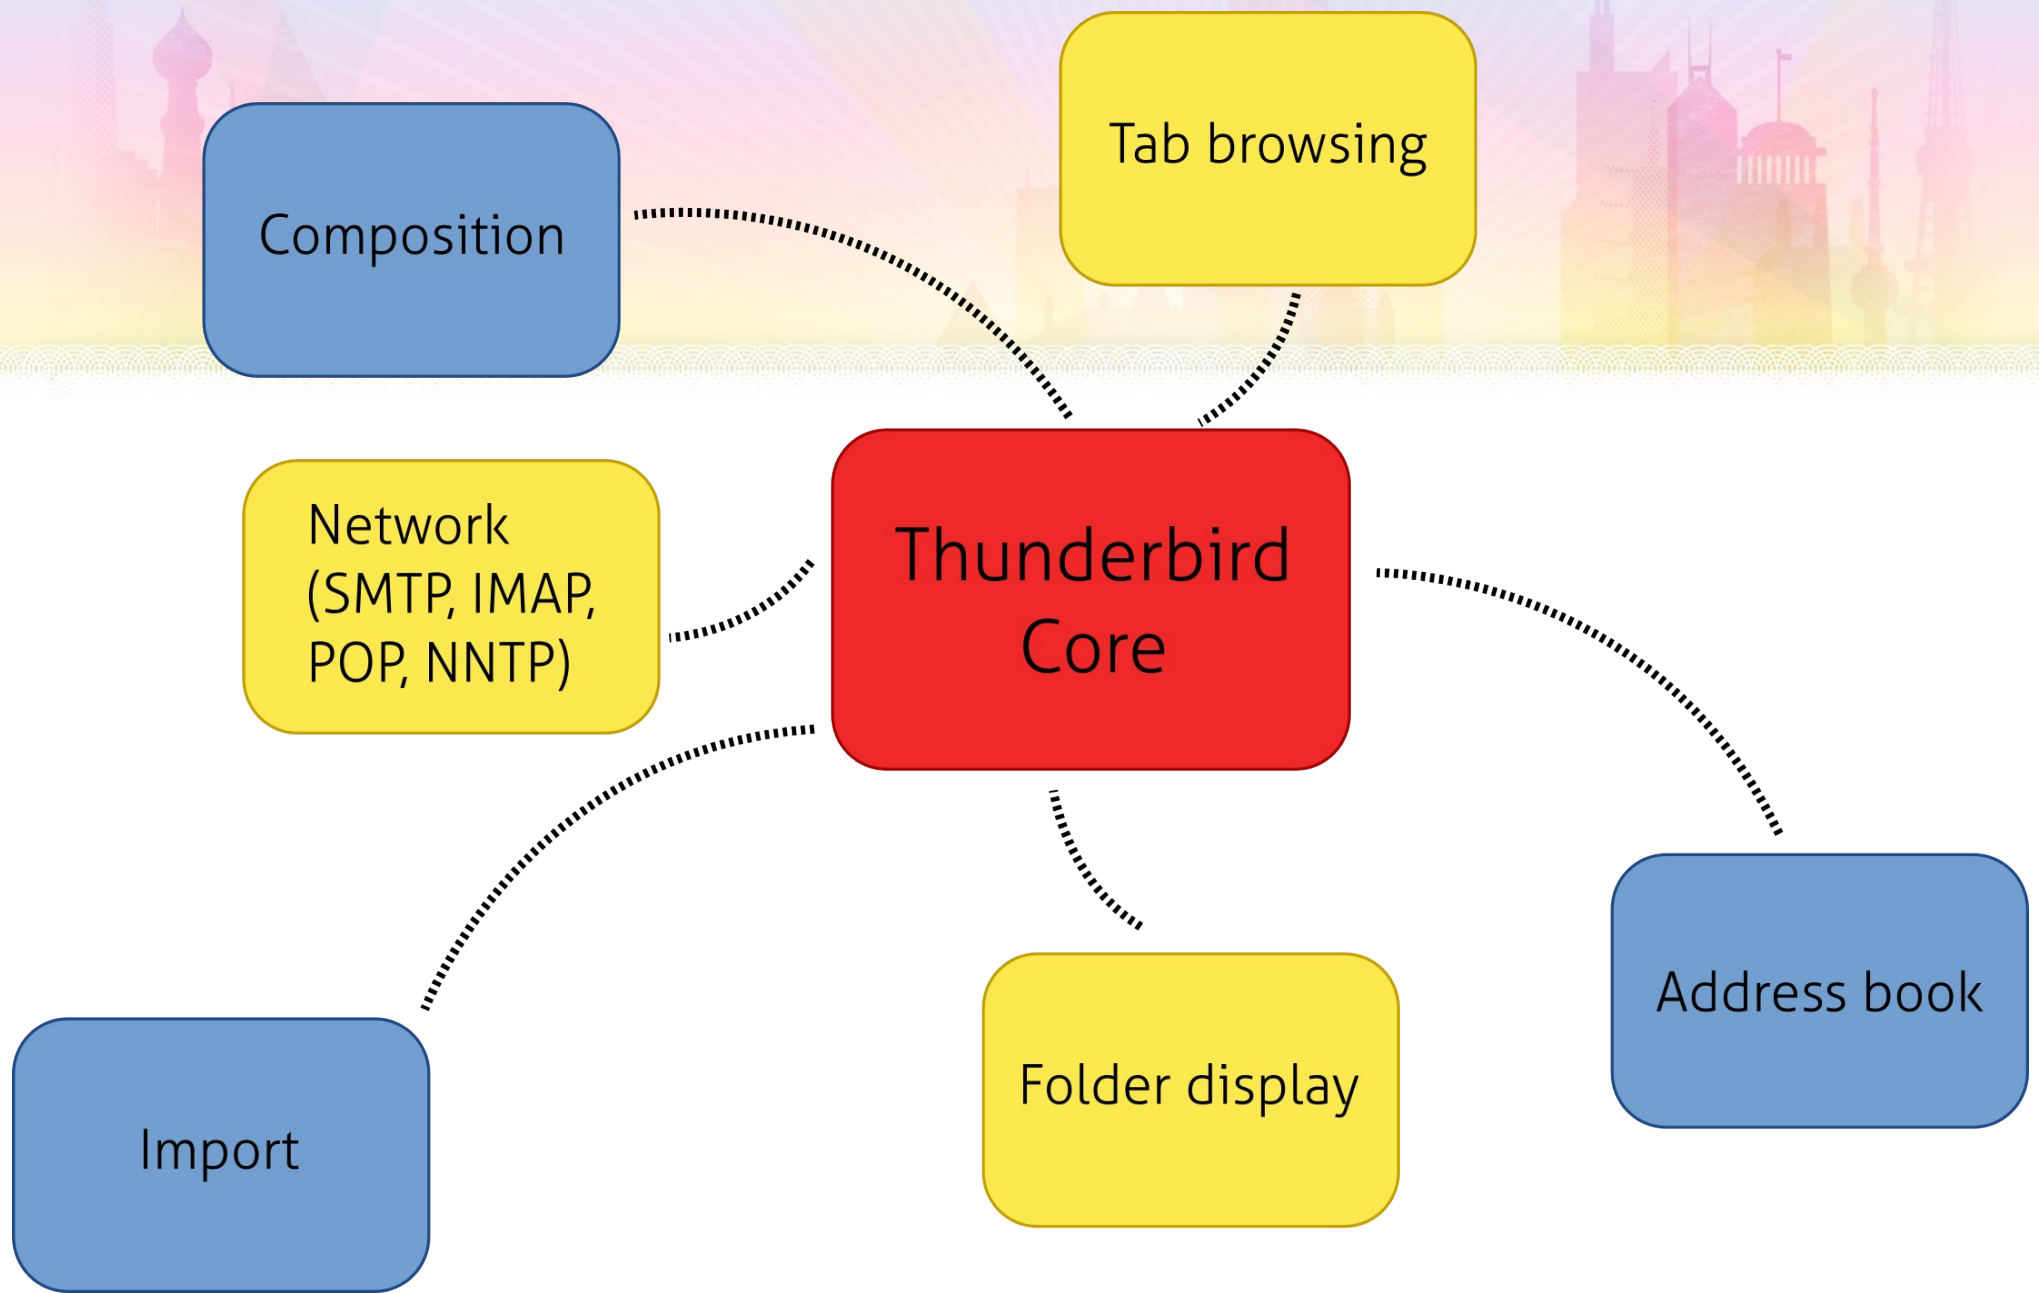 Tab browsing
Composition
Network
(SMTP, IMAP,
POP, NNTP)
Thunderbird
Core
Address book
Folder display
Import